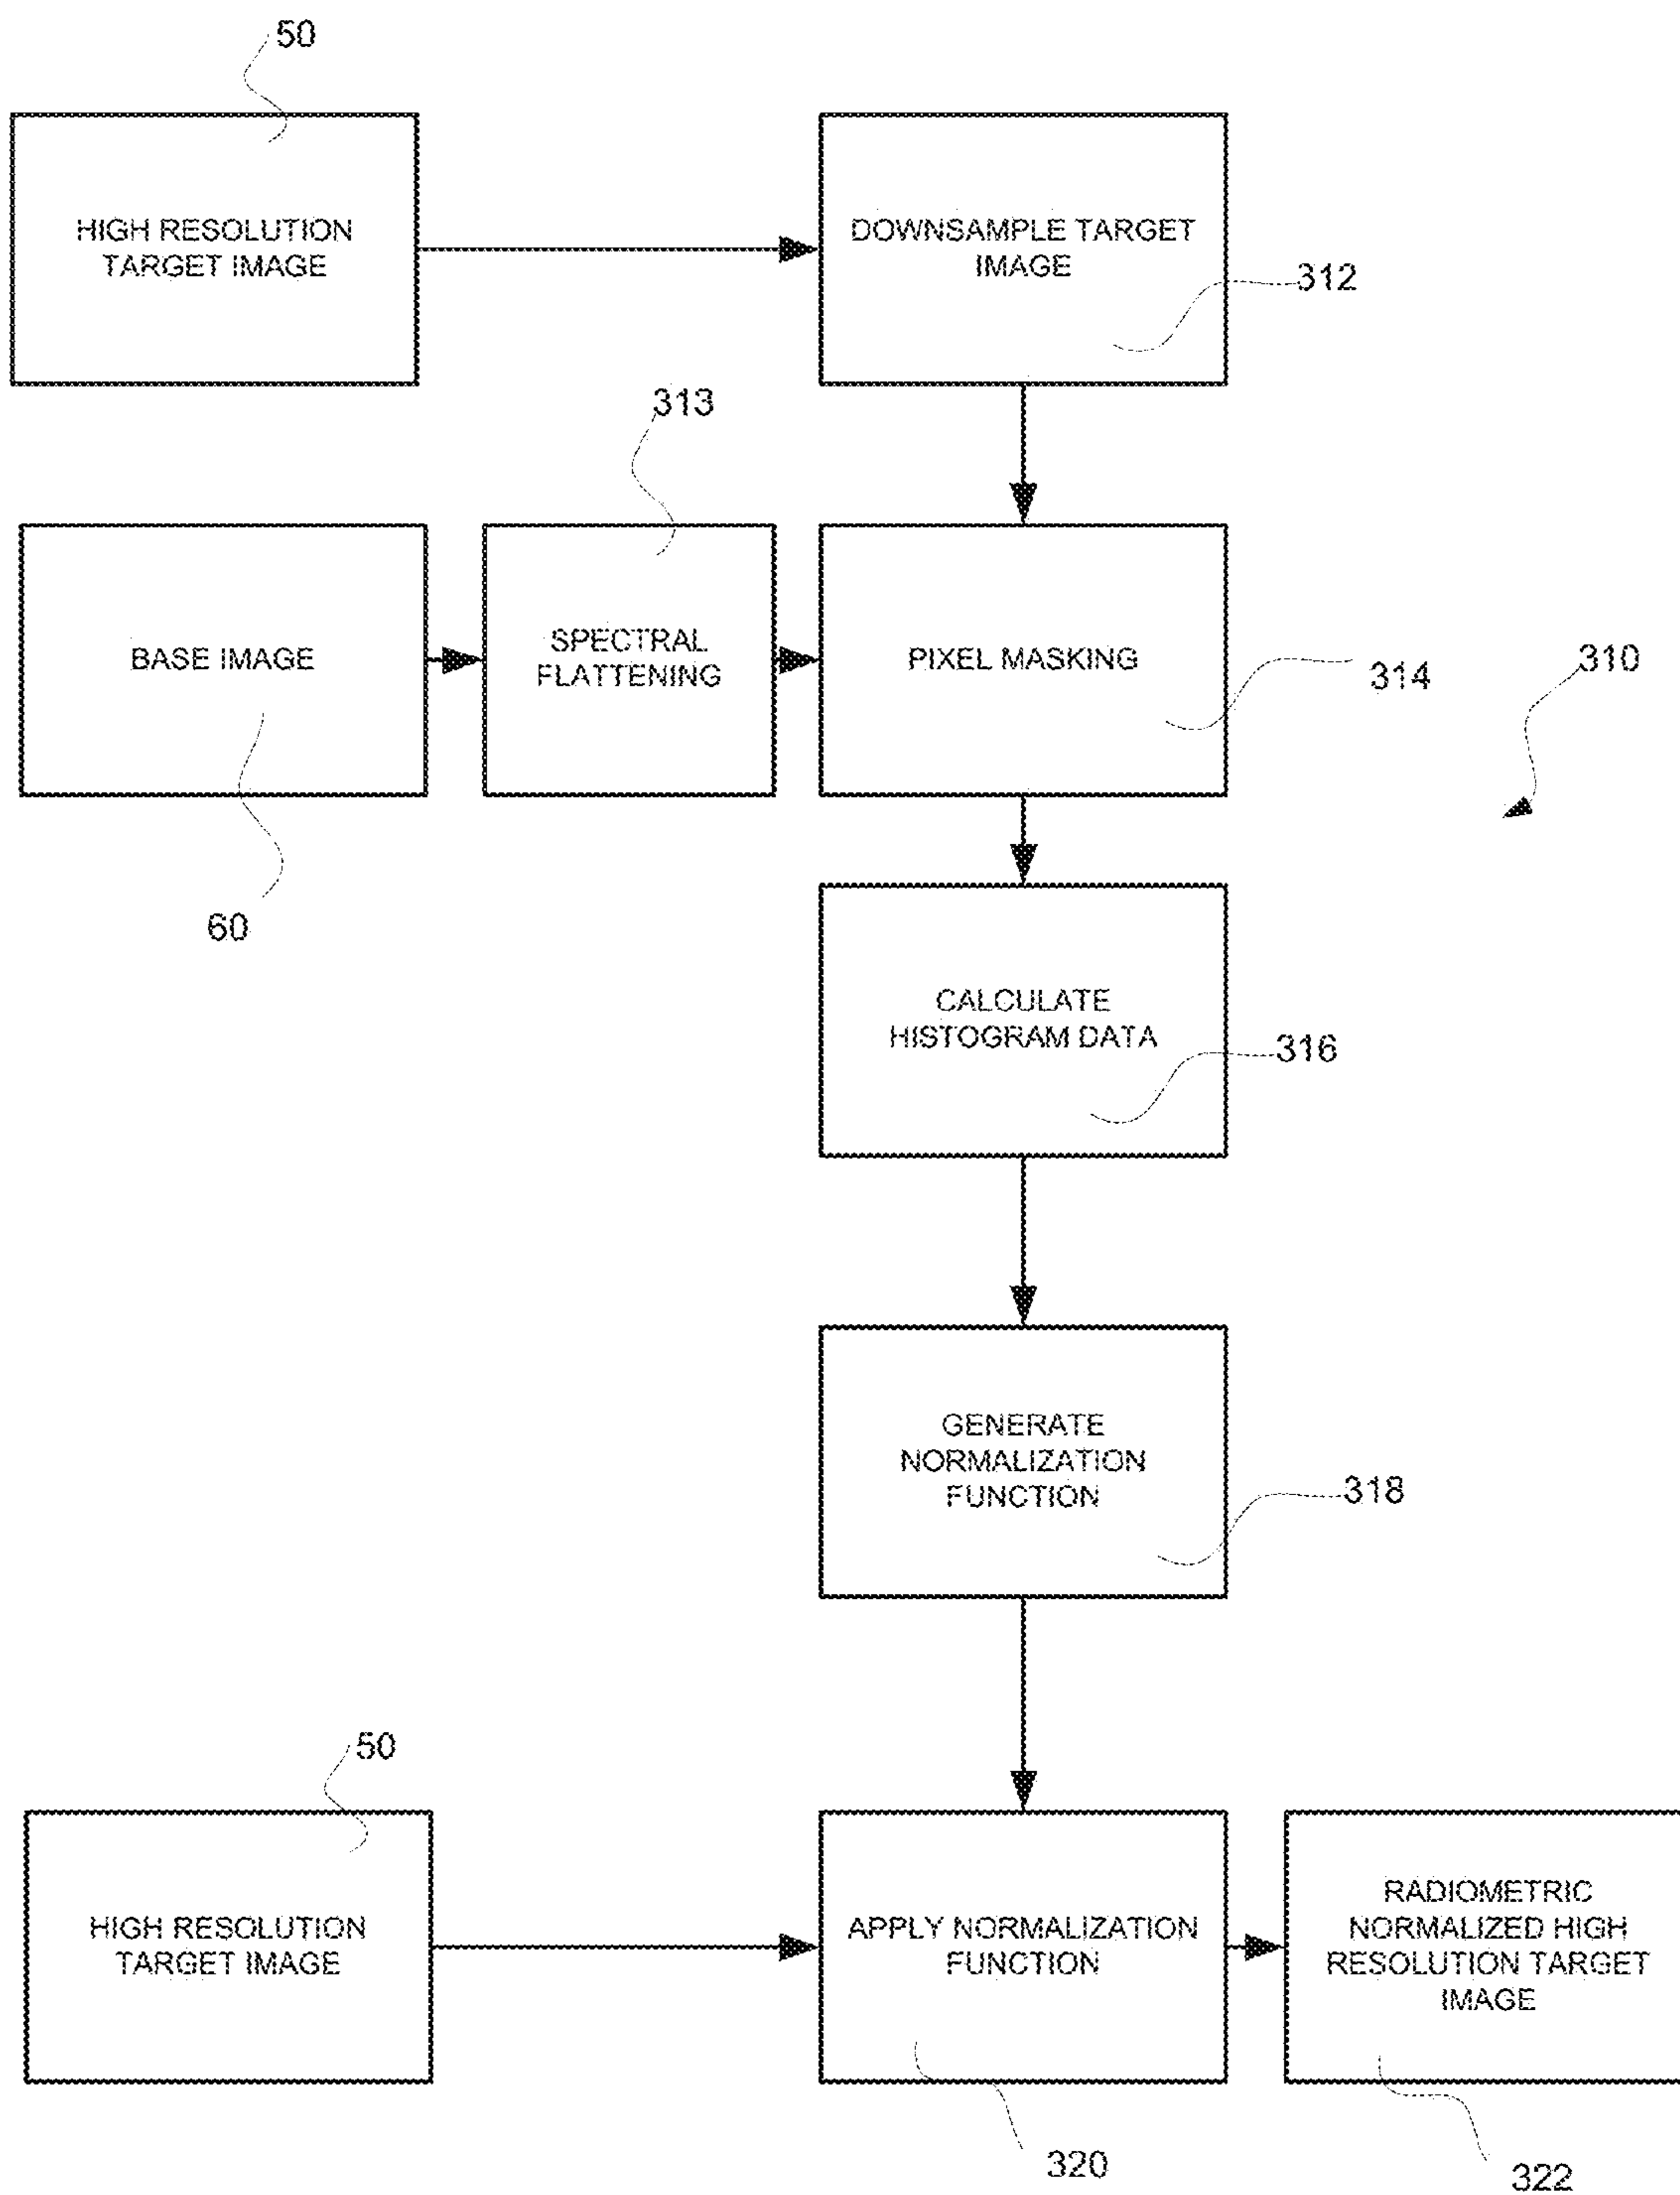 50
HIGH RESOLUTION
TARGET IMAGE
DOWNSAMPLE TARGET
IMAGE
312
313
BASE IMAGE
60
SPECTRAL
FLATTENING
PIXEL MASKING
314
310
CALCULATE
HISTOGRAM DATA
316
GENERATE
NORMALIZATION
FUNCTION
318
50
HIGH RESOLUTION
TARGET IMAGE
APPLY NORMALIZATION
FUNCTION
320
RADIOMETRIC
NORMALIZED HIGH
RESOLUTION TARGET
IMAGE
322